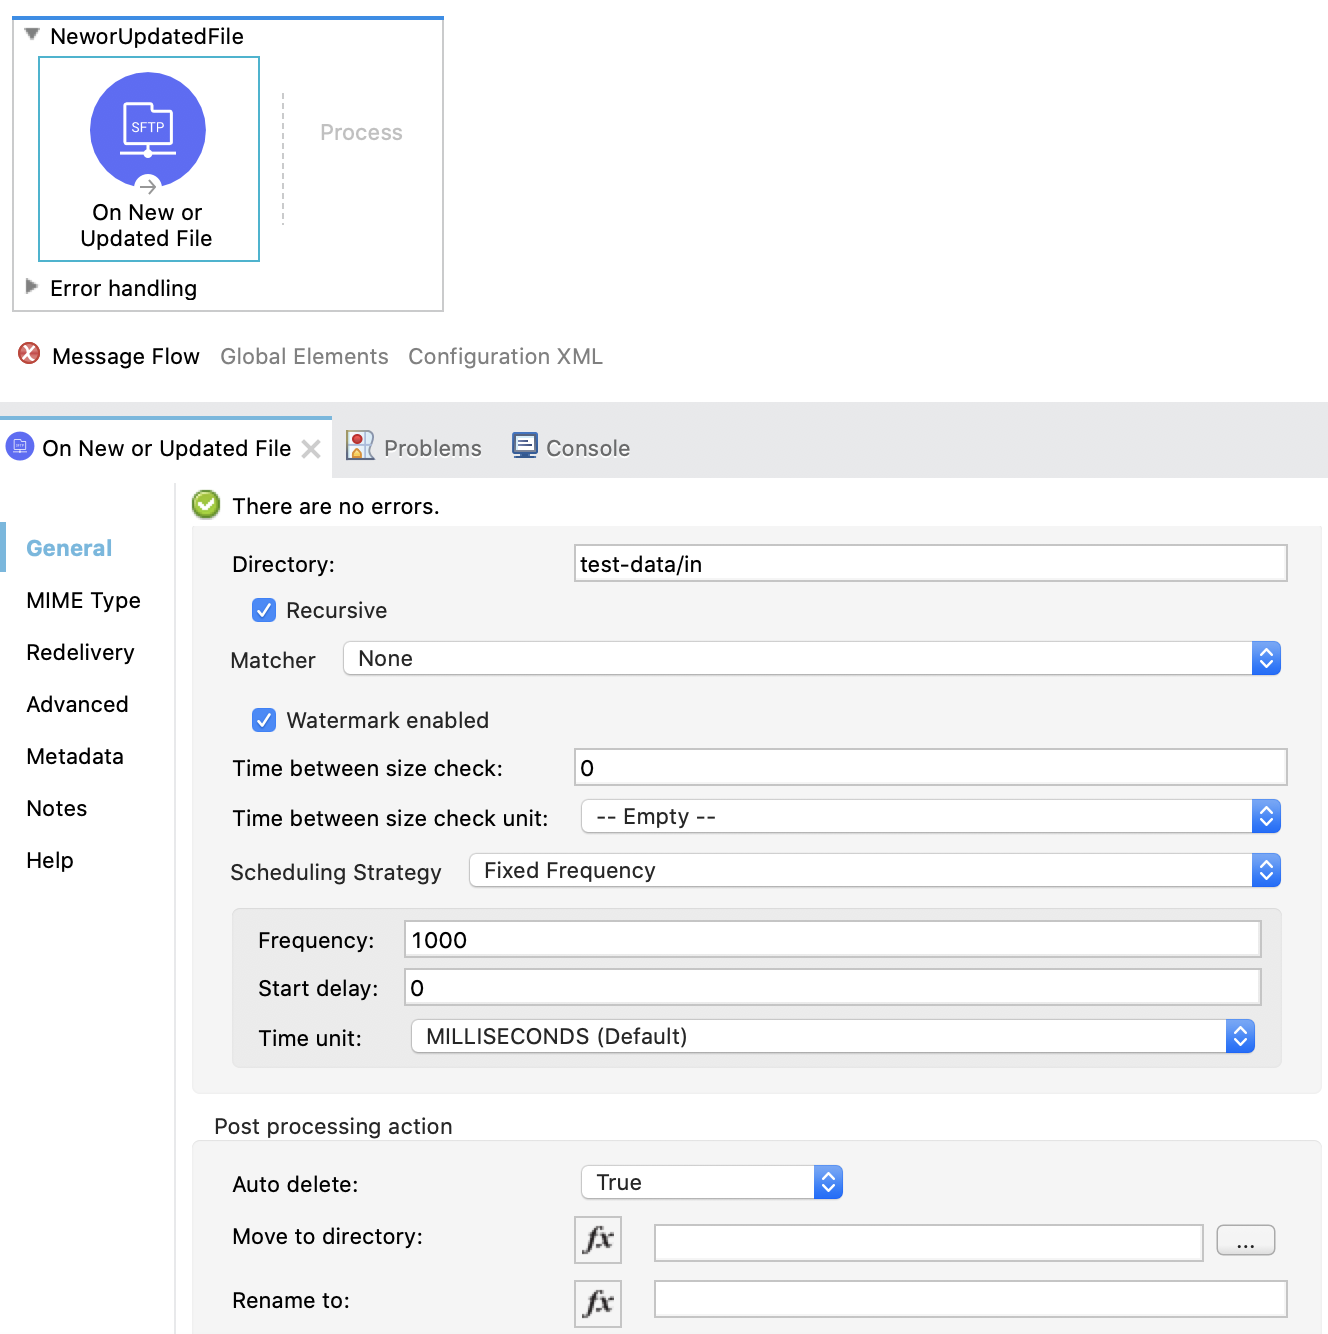 NeworUpdatedFile
SFTP
Process
On New or
Updated File
Error handling
Message Flow Global Elements Configuration XML
On New or Updated File Problems Console
There are no errors.
General
Directory: test-data/in
MIME Type
Recursive
Redelivery
Matcher None
Advanced
Watermark enabled
Metadata
Time between size check: 0
Notes
Time between size check unit: -- Empty --
Help
Scheduling Strategy Fixed Frequency
Frequency: 1000
Start delay: 0
Time unit: MILLISECONDS (Default)
Post processing action
Auto delete: True
Move to directory: fx ...
Rename to: fx